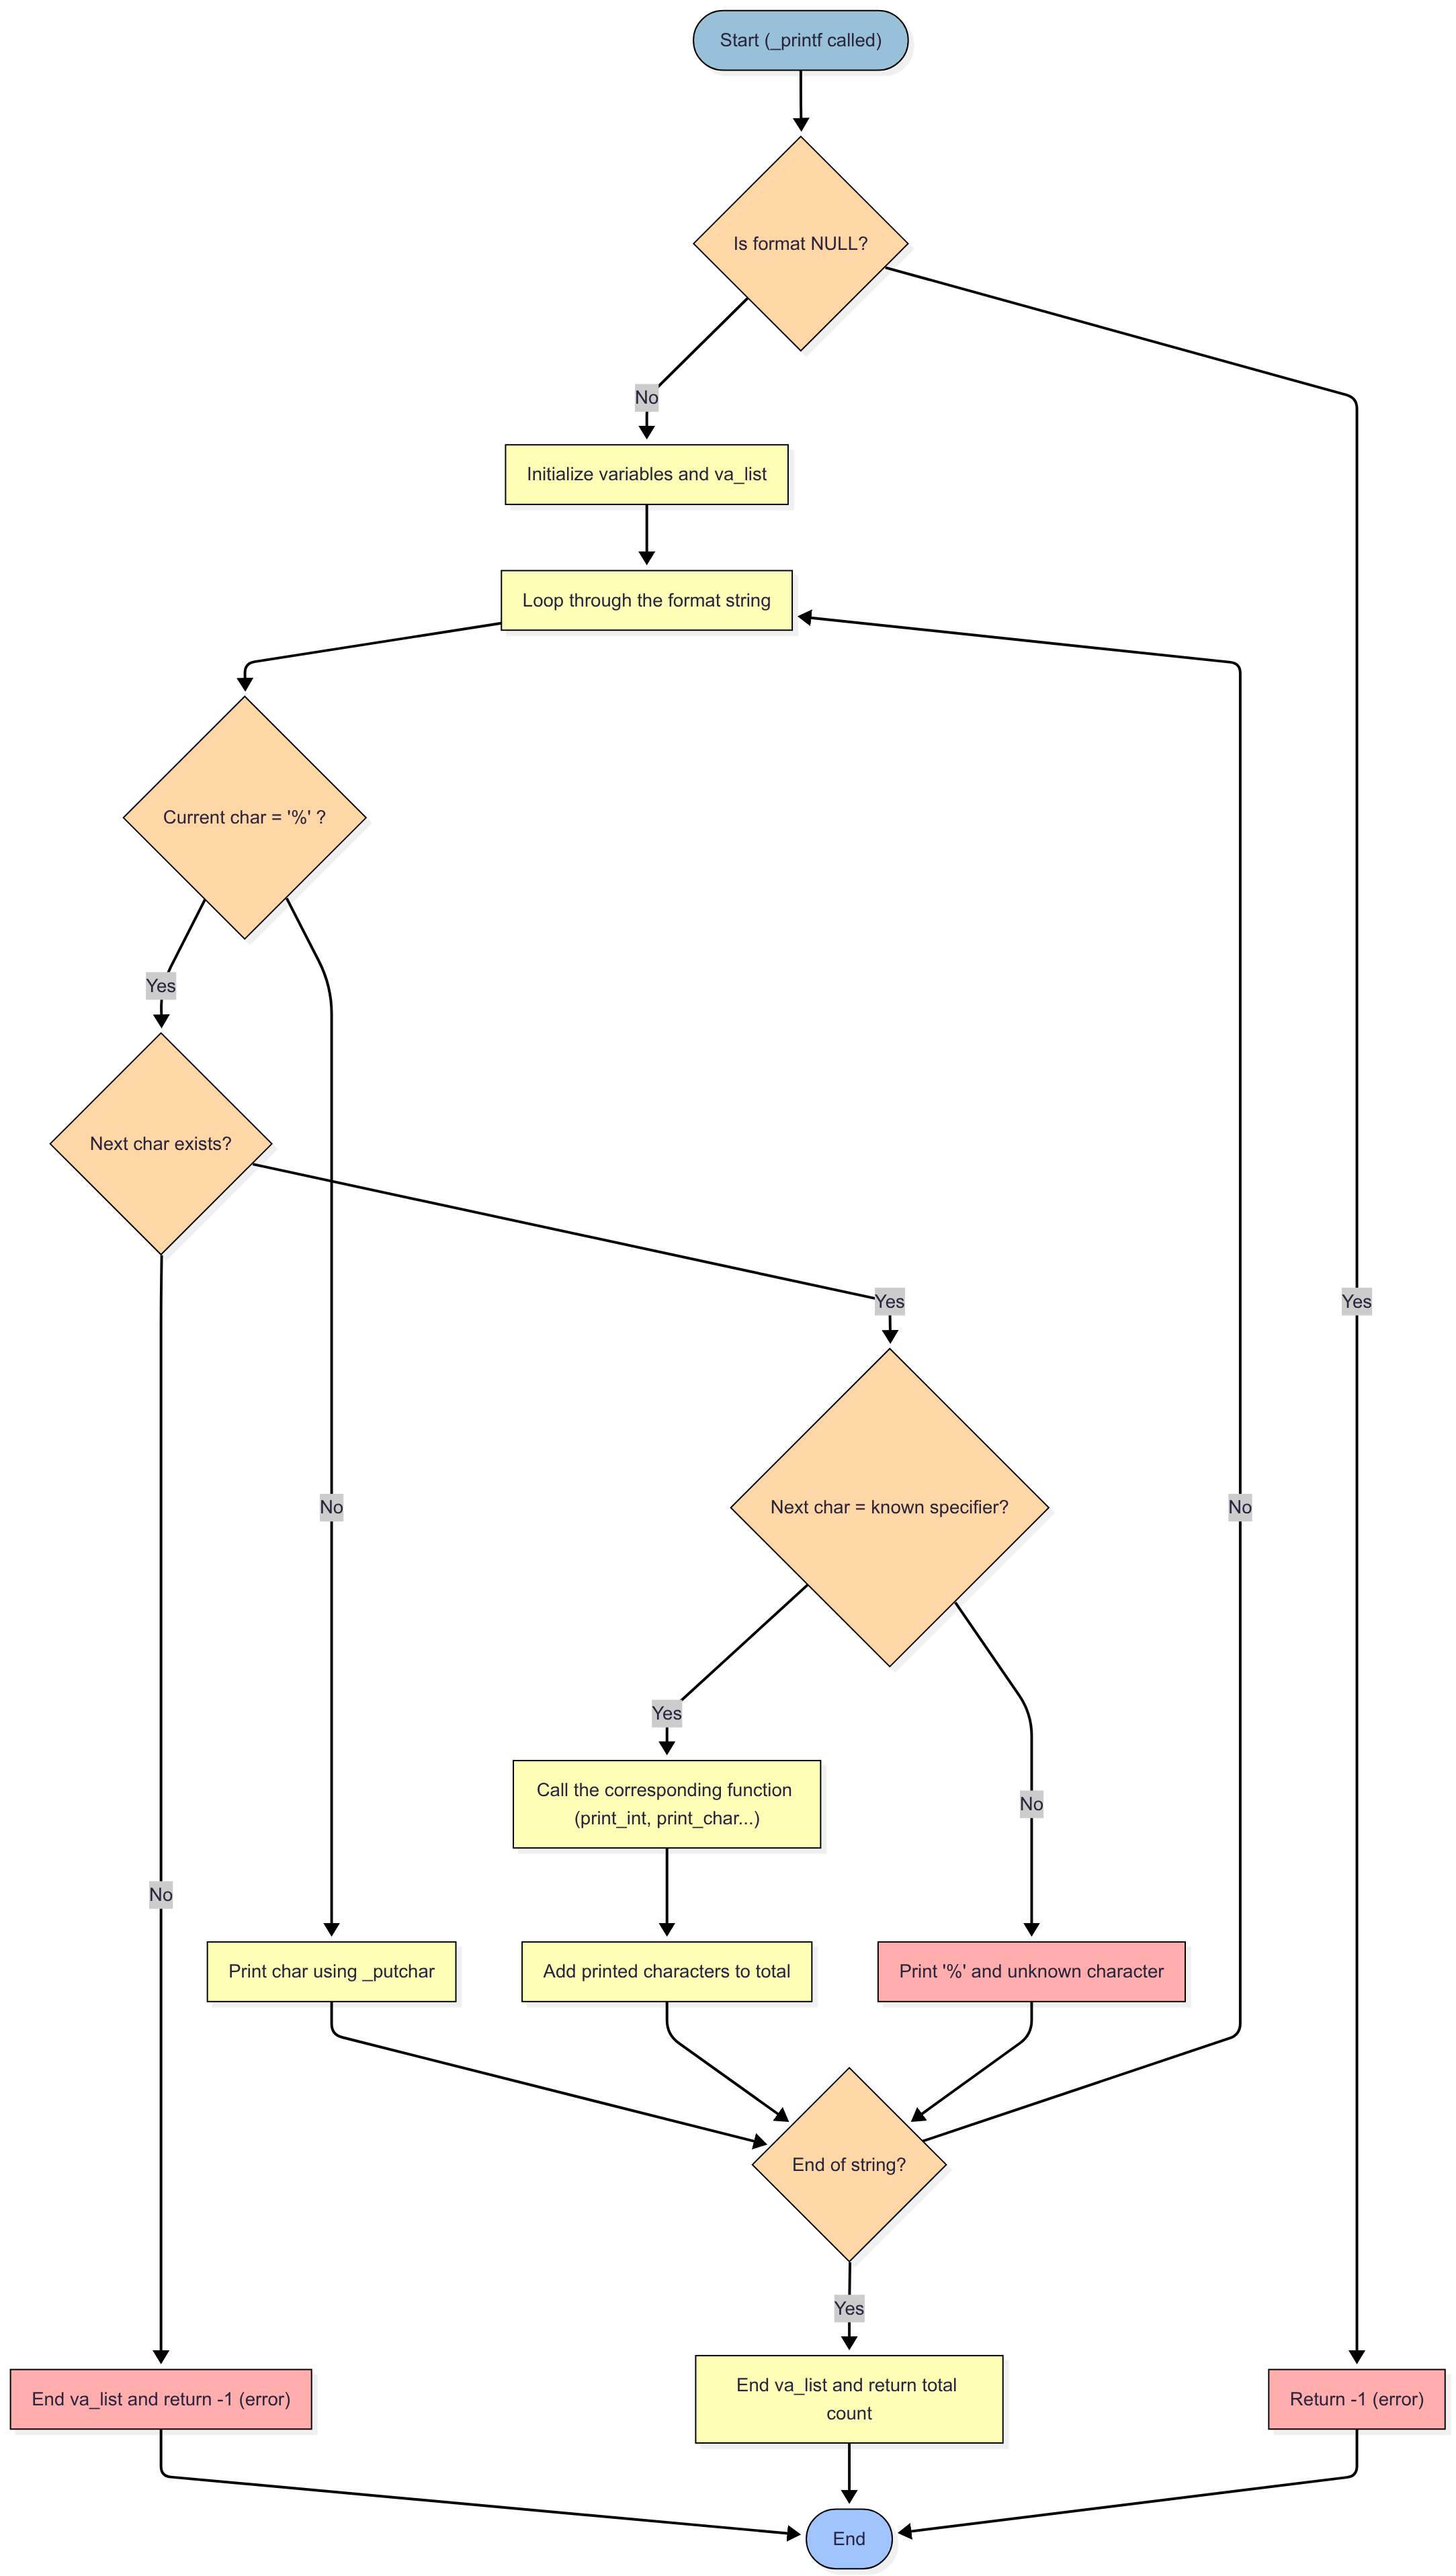 Start (_printf called)
Is format NULL?
No
Initialize variables and va_list
Loop through the format string
Current char = '%' ?
Yes
Next char exists?
Yes
Yes
Next char = known specifier?
No
No
Yes
Call the corresponding function
(print_int, print_char...)
No
No
Print char using _putchar
Add printed characters to total
Print '%' and unknown character
End of string?
Yes
End va_list and return -1 (error)
End va_list and return total
count
Return -1 (error)
End